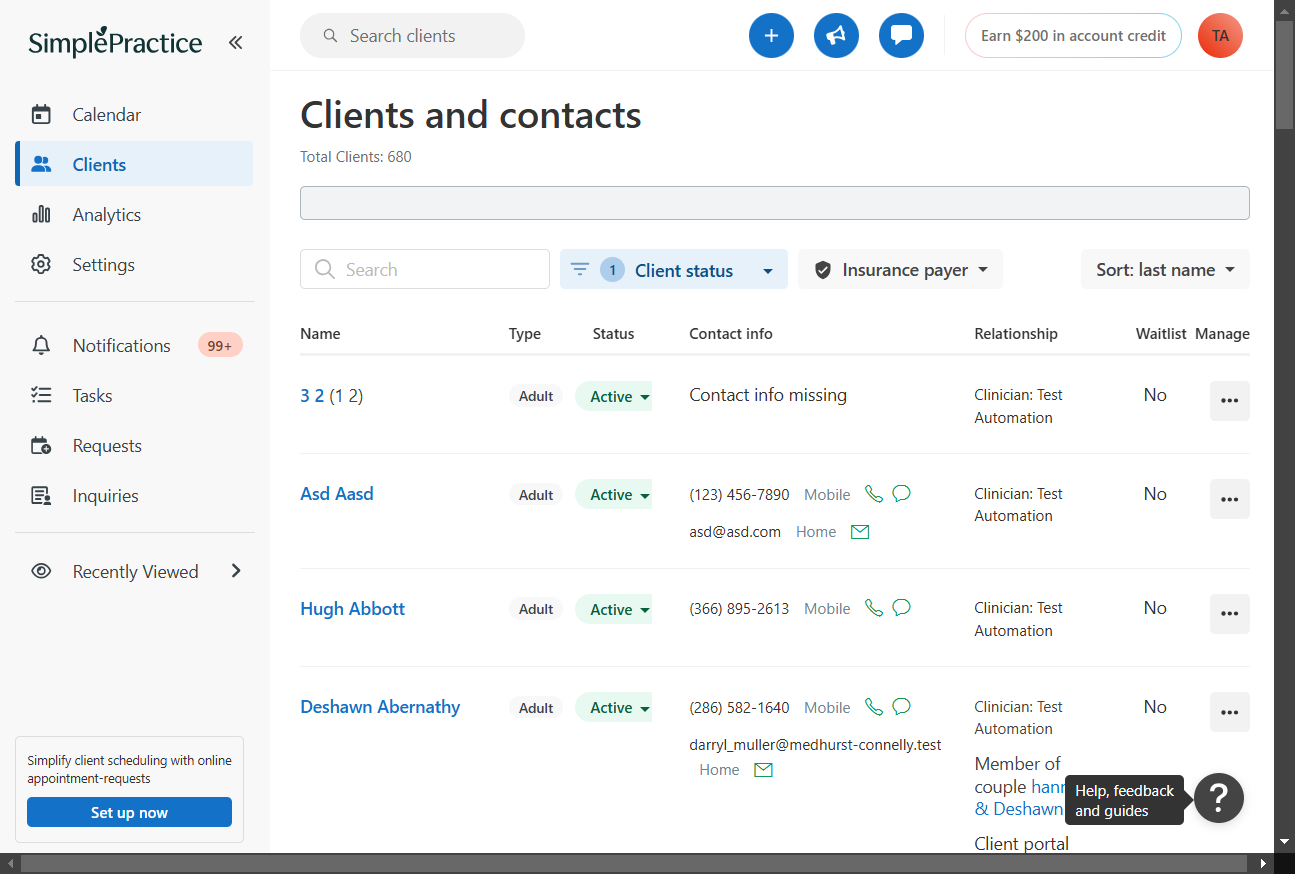 SimplePractice
Search clients
Earn $200 in account credit
TA
Calendar
Clients
Analytics
Settings
Notifications 99+
Tasks
Requests
Inquiries
Recently Viewed
Simplify client scheduling with online
appointment-requests
Set up now
Clients and contacts
Total Clients: 680
Search
1 Client status
Insurance payer
Sort: last name
Name Type Status Contact info Relationship Waitlist Manage
3 2 (1 2) Adult Active Contact info missing Clinician: Test No
Automation
Asd Aasd Adult Active (123) 456-7890 Mobile Clinician: Test No
Automation
asd@asd.com Home
Hugh Abbott Adult Active (366) 895-2613 Mobile Clinician: Test No
Automation
Deshawn Abernathy Adult Active (286) 582-1640 Mobile Clinician: Test No
Automation
darryl_muller@medhurst-connelly.test
Home
Member of
couple
& Deshawn
Client portal
Help, feedback
and guides
?